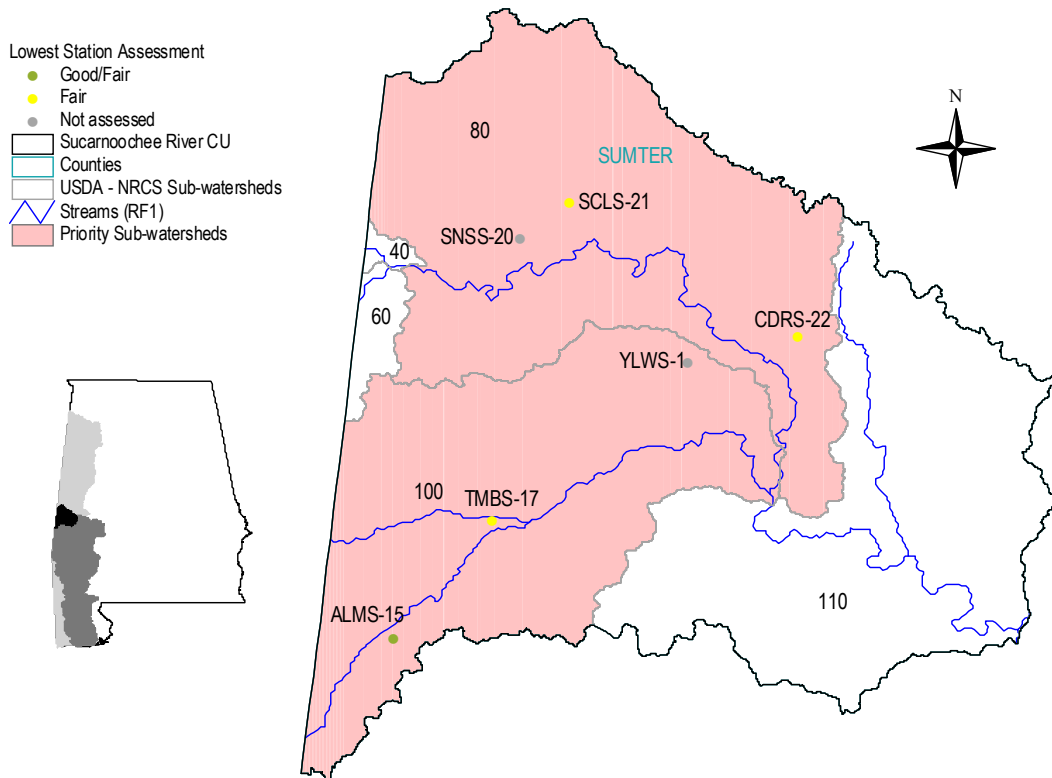 Lowest Station Assessment
Good/Fair
Fair
Not assessed
Sucarnoochee River CU
Counties
USDA - NRCS Sub-watersheds
Streams (RF1)
Priority Sub-watersheds
N
80
SUMTER
SCLS-21
SNSS-20
40
60
CDRS-22
YLWS-1
100
TMBS-17
110
ALMS-15